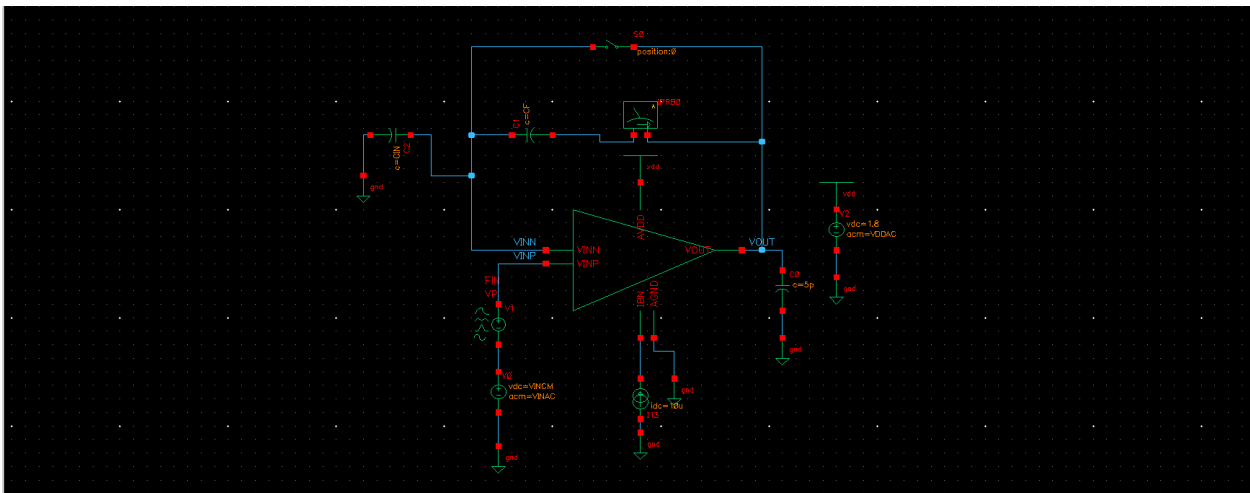 S0
position:0
C1
c=CF
IPRB0
C2
c=CIN
gnd
vdd
AVDD
VINN
VINP
VINN
VINP
VOUT
VOUT
vdd
V2
vdc=1.8
acm=VDDAC
gnd
C0
c=5p
gnd
VP
V1
IBN
AGND
vdc=VINCM
acm=VINAC
gnd
idc=10u
gnd
gnd